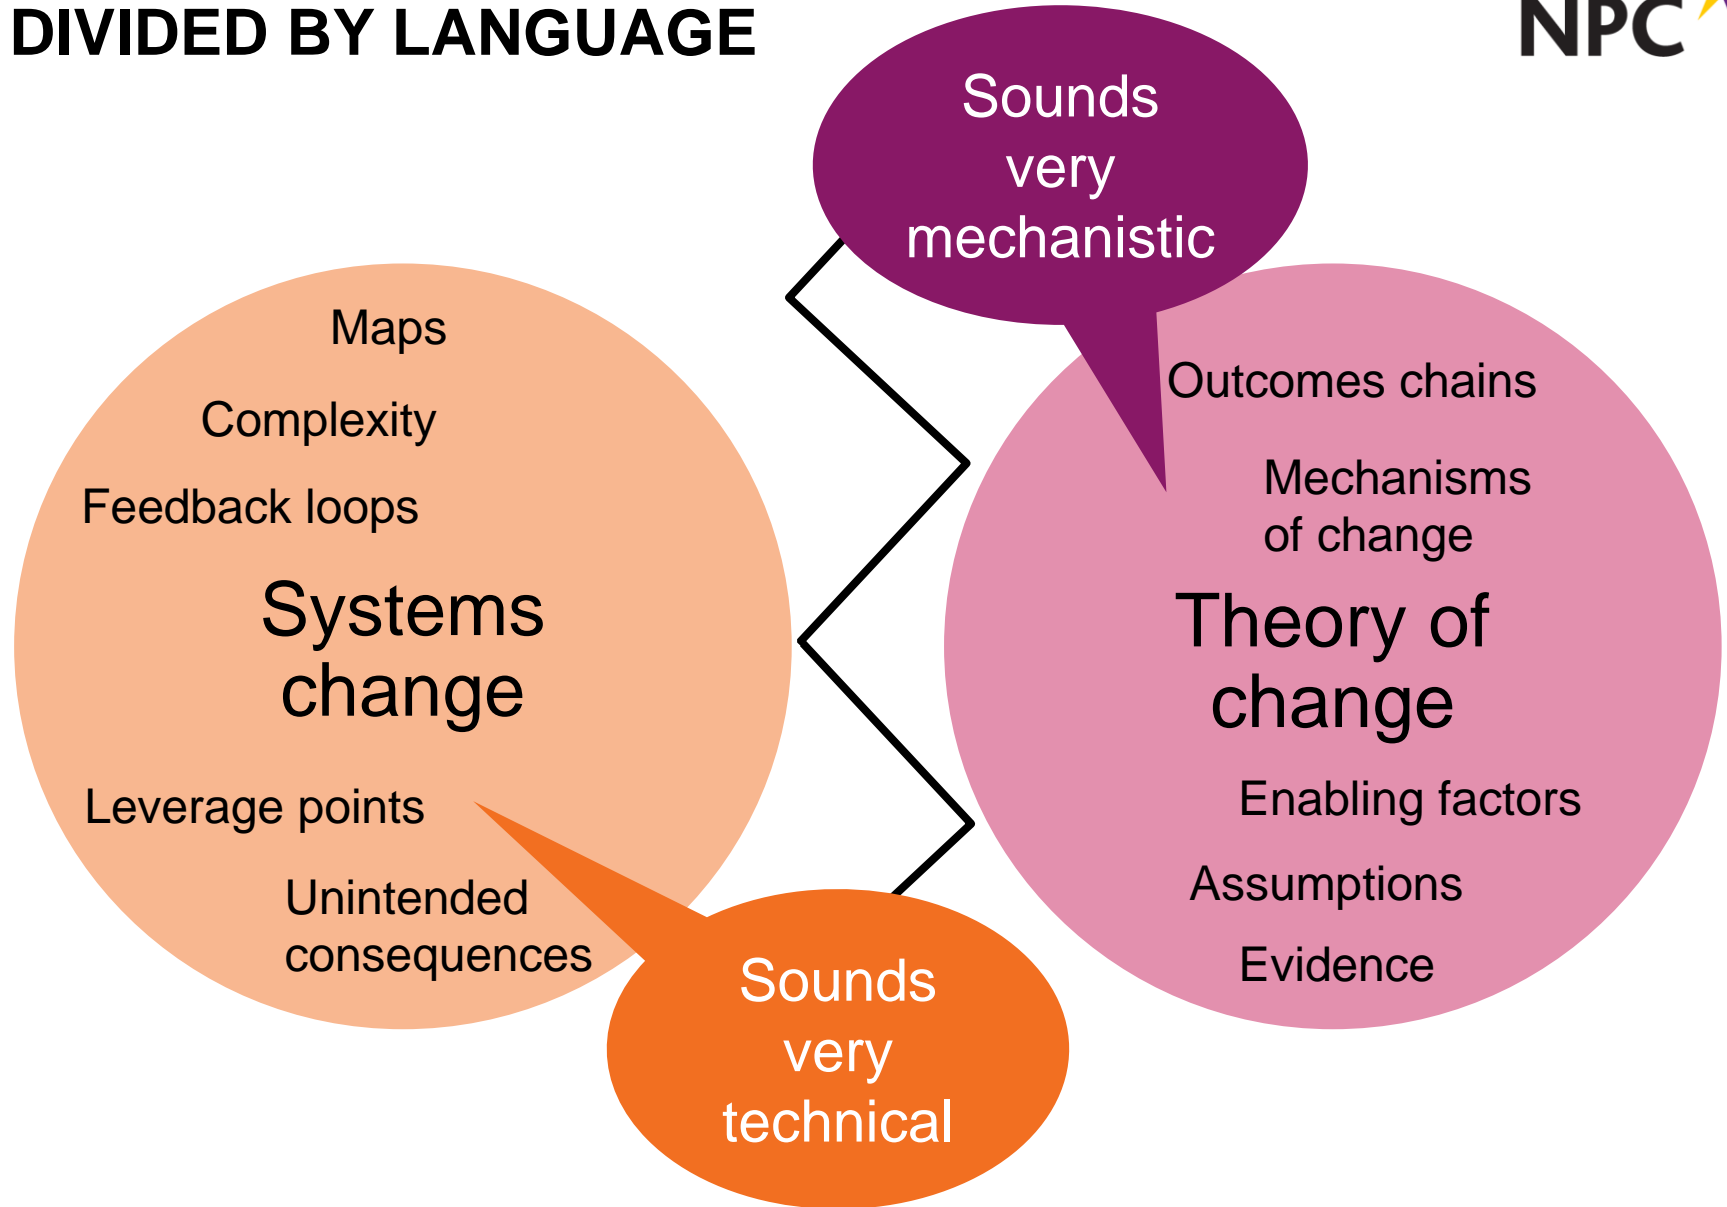 DIVIDED BY LANGUAGE
NPC
Sounds
very
mechanistic
Maps
Complexity
Feedback loops
Systems
change
Leverage points
Unintended
consequences
Outcomes chains
Mechanisms
of change
Theory of
change
Enabling factors
Assumptions
Evidence
Sounds
very
technical